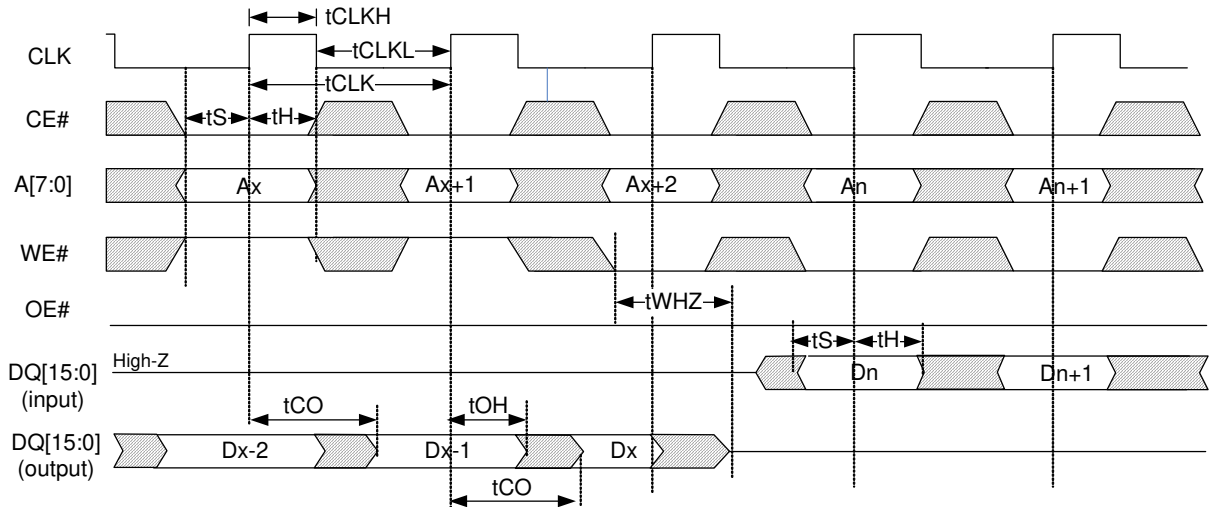 tCLKH
CLK
tCLKL
tCLK
CE#
tS
tH
A[7:0]
Ax
Ax+1
Ax+2
An
An+1
WE#
OE#
tWHZ
tS
tH
DQ[15:0]
(input)
High-Z
Dn
Dn+1
tCO
tOH
DQ[15:0]
(output)
Dx-2
Dx-1
Dx
tCO